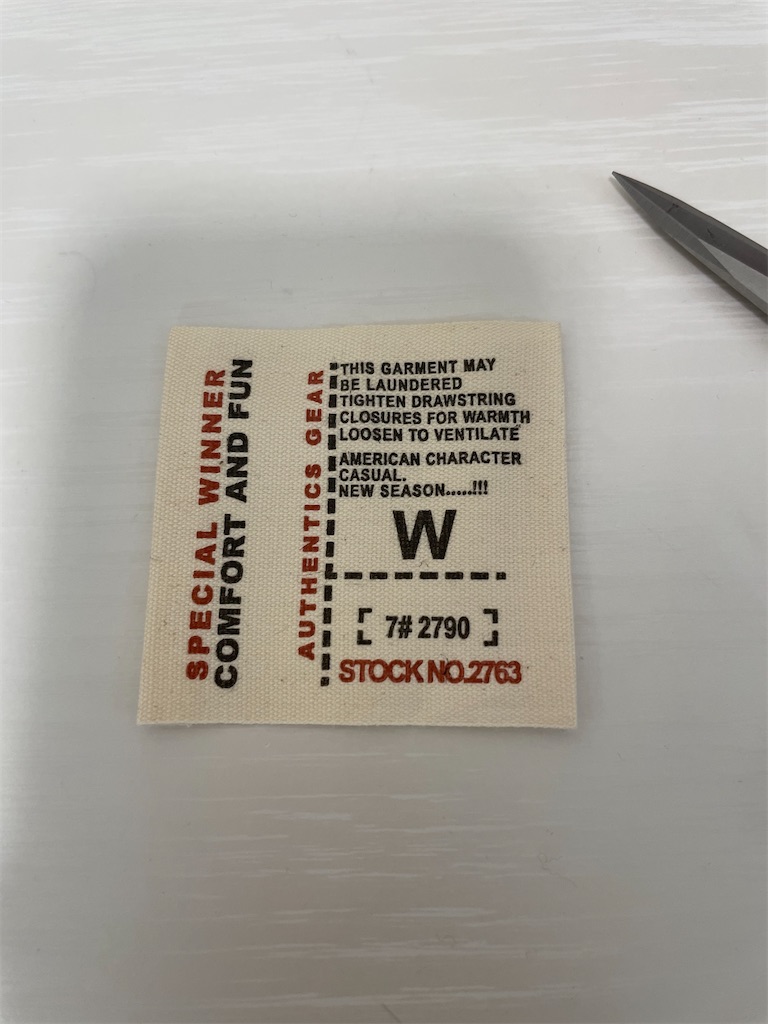 SPECIAL WINNER
COMFORT AND FUN
AUTHENTICS GEAR
THIS GARMENT MAY
BE LAUNDERED
TIGHTEN DRAWSTRING
CLOSURES FOR WARMTH
LOOSEN TO VENTILATE
AMERICAN CHARACTER
CASUAL.
NEW SEASON.....!!!
W
[ 7# 2790 ]
STOCK NO.2763